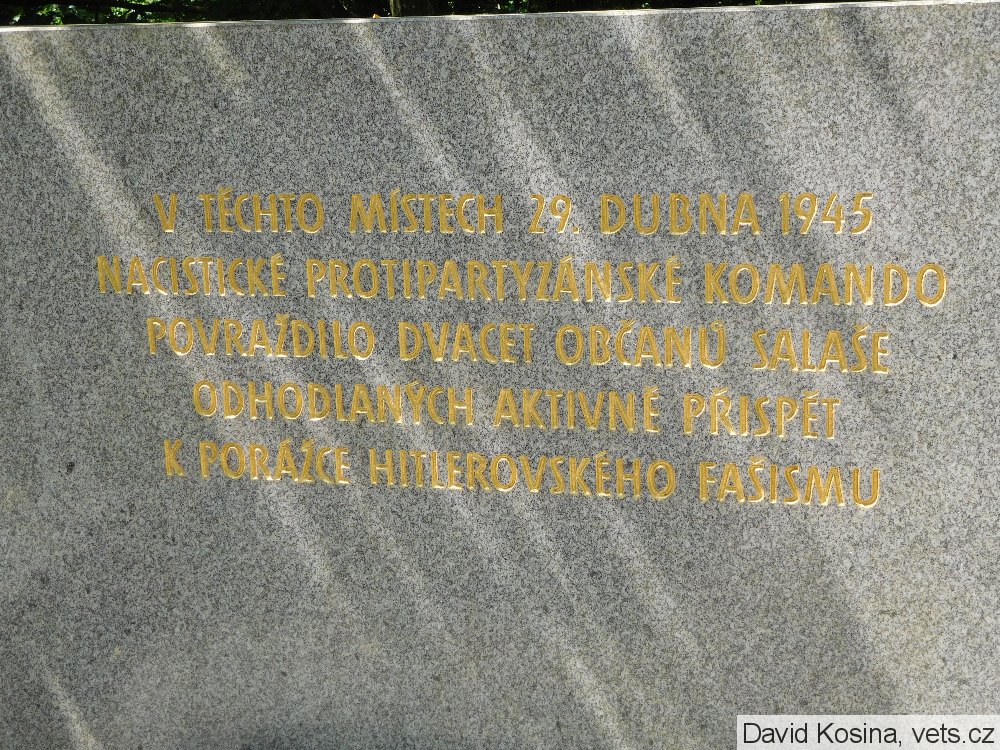 V TĚCHTO MÍSTECH 29. DUBNA 1945
NACISTICKÉ PROTIPARTYZÁNSKÉ KOMANDO
POVRAŽDILO DVACET OBČANŮ SALAŠE
ODHODLANÝCH AKTIVNĚ PŘISPĚT
K PORÁŽCE HITLEROVSKÉHO FAŠISMU
David Kosina, vets.cz